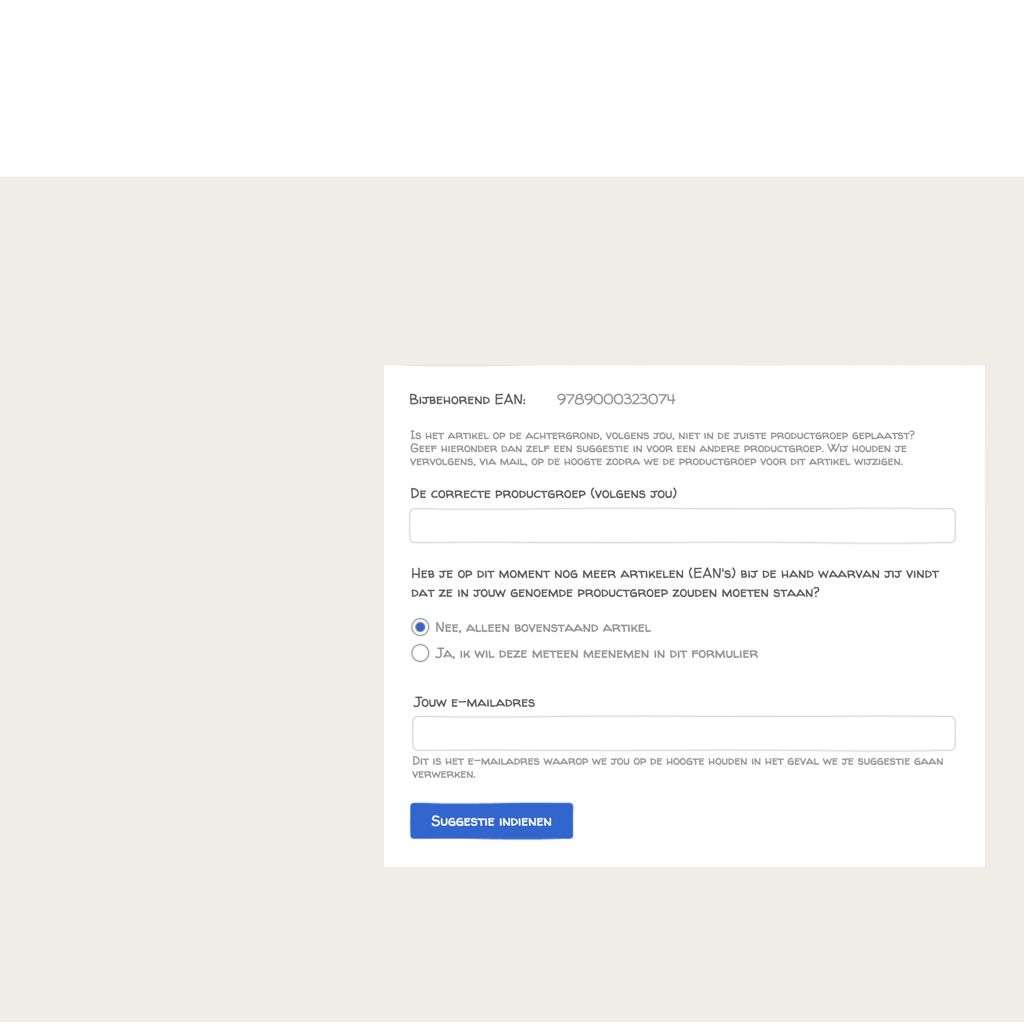 Bijbehorend EAN: 9789000323074
Is het artikel op de achtergrond, volgens jou, niet in de juiste productgroep geplaatst?
Geef hieronder dan zelf een suggestie in voor een andere productgroep. Wij houden je
vervolgens, via mail, op de hoogte zodra we de productgroep voor dit artikel wijzigen.
De correcte productgroep (volgens jou)
Heb je op dit moment nog meer artikelen (EAN's) bij de hand waarvan jij vindt
dat ze in jouw genoemde productgroep zouden moeten staan?
Nee, alleen bovenstaand artikel
Ja, ik wil deze meteen meenemen in dit formulier
Jouw e-mailadres
Dit is het e-mailadres waarop we jou op de hoogte houden in het geval we je suggestie gaan
verwerken.
Suggestie indienen